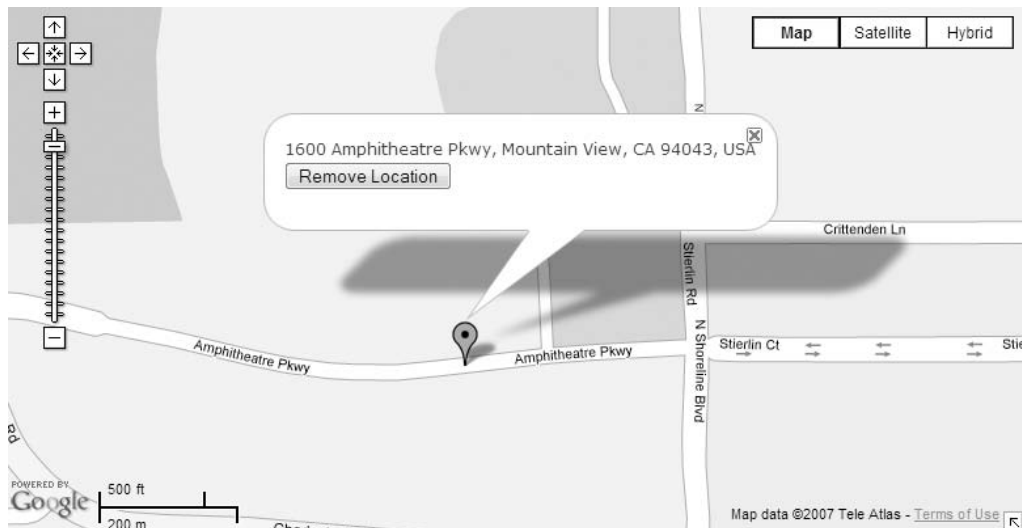 Map Satellite Hybrid
N
1600 Amphitheatre Pkwy, Mountain View, CA 94043, USA
Remove Location
Crittenden Ln
Stierlin Rd
N Shoreline Blvd
Stierlin Ct
Stie
Amphitheatre Pkwy
Amphitheatre Pkwy
Rd
POWERED BY
Google
500 ft
200 m
Map data ©2007 Tele Atlas - Terms of Use